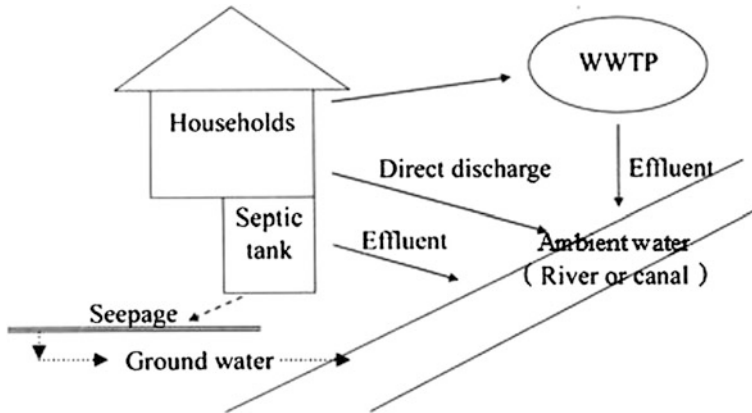 WWTP
Households
Direct discharge
Effluent
Septic
tank
Effluent
Ambient water
( River or canal )
Seepage
Ground water